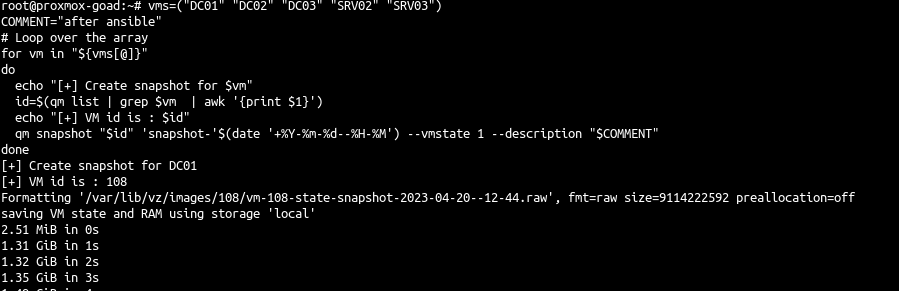 root@proxmox-goad:~# vms=("DC01" "DC02" "DC03" "SRV02" "SRV03")
COMMENT="after ansible"
# Loop over the array
for vm in "${vms[@]}"
do
  echo "[+] Create snapshot for $vm"
  id=$(qm list | grep $vm  | awk '{print $1}')
  echo "[+] VM id is : $id"
  qm snapshot "$id" 'snapshot-'$(date '+%Y-%m-%d--%H-%M') --vmstate 1 --description "$COMMENT"
done
[+] Create snapshot for DC01
[+] VM id is : 108
Formatting '/var/lib/vz/images/108/vm-108-state-snapshot-2023-04-20--12-44.raw', fmt=raw size=9114222592 preallocation=off
saving VM state and RAM using storage 'local'
2.51 MiB in 0s
1.31 GiB in 1s
1.32 GiB in 2s
1.35 GiB in 3s